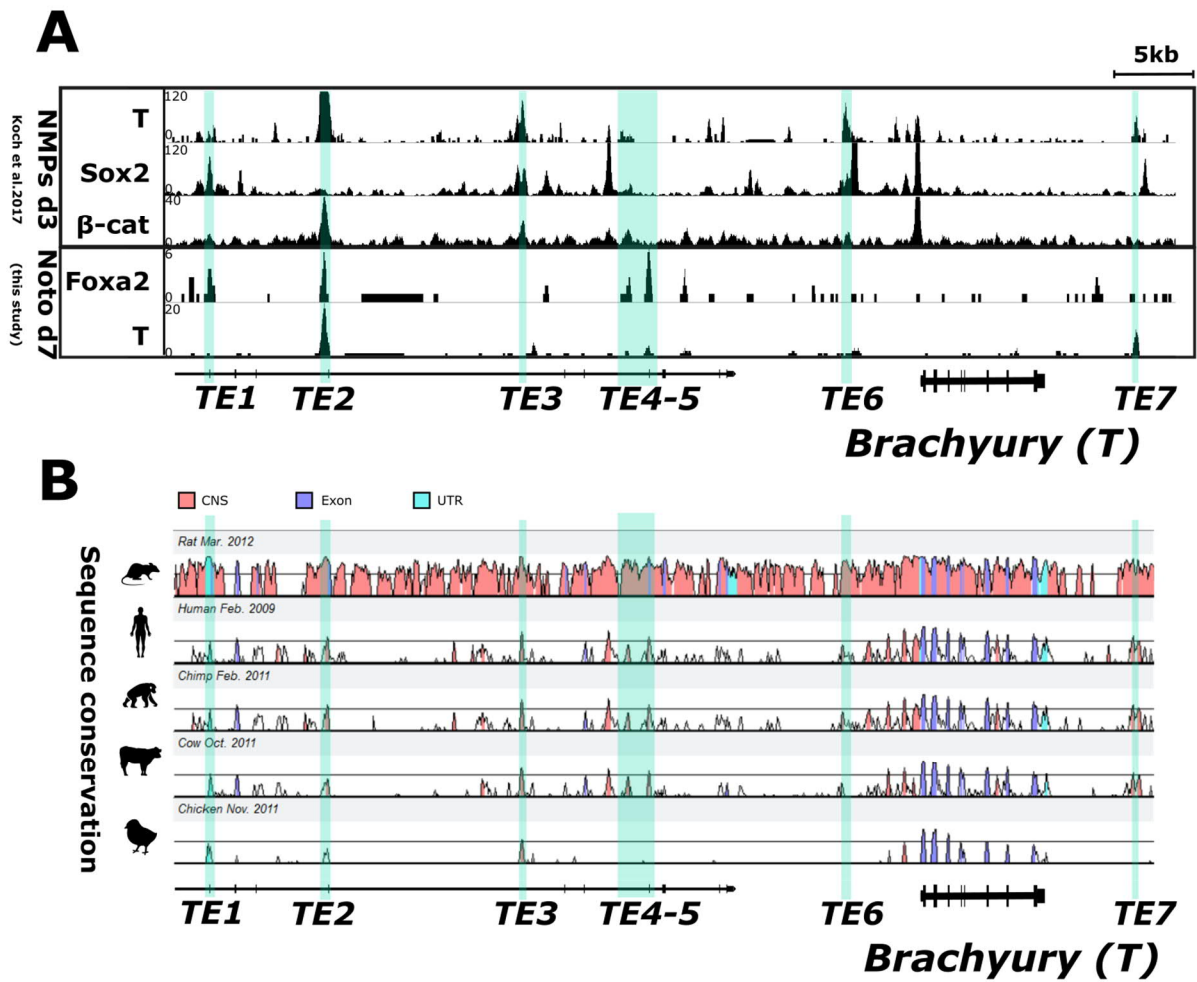 A
5kb
NMPs d3
Koch et al.2017
T
120
0
Sox2
120
0
β-cat
40
0
Noto d7
(this study)
Foxa2
6
0
T
20
0
TE1 TE2 TE3 TE4-5 TE6 TE7
Brachyury (T)
B
CNS Exon UTR
Sequence conservation
Rat Mar. 2012
Human Feb. 2009
Chimp Feb. 2011
Cow Oct. 2011
Chicken Nov. 2011
TE1 TE2 TE3 TE4-5 TE6 TE7
Brachyury (T)